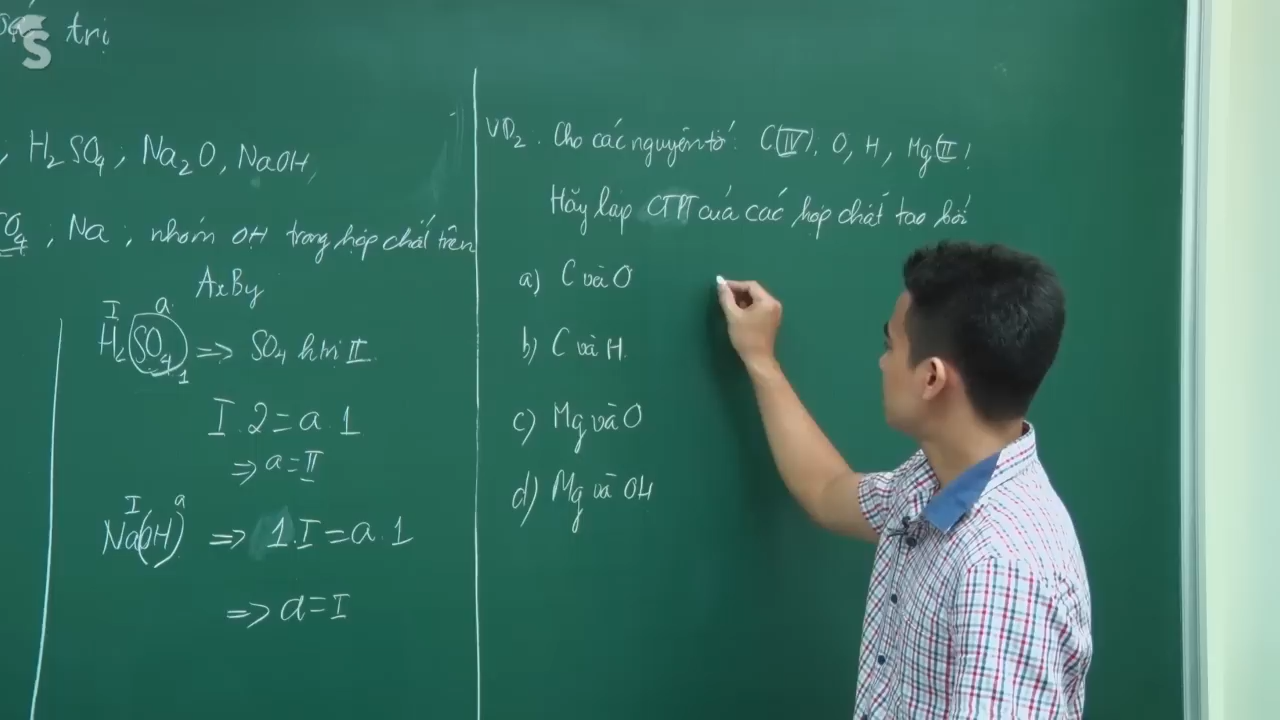 trị
H₂SO₄; Na₂O, NaOH,
SO₄; Na; nhóm OH trong hợp chất trên
AxBy
I a
H₂(SO₄)₁ => SO₄ h.trị II.
I.2=a.1
=> a=II
I a
Na(OH) => 1.I=a.1
=> a=I
VD₂. Cho các nguyên tố: C(IV), O, H, Mg(II)
Hãy lập CTPT của các hợp chất tạo bởi
a) C và O
b) C và H.
c) Mg và O
d) Mg và OH